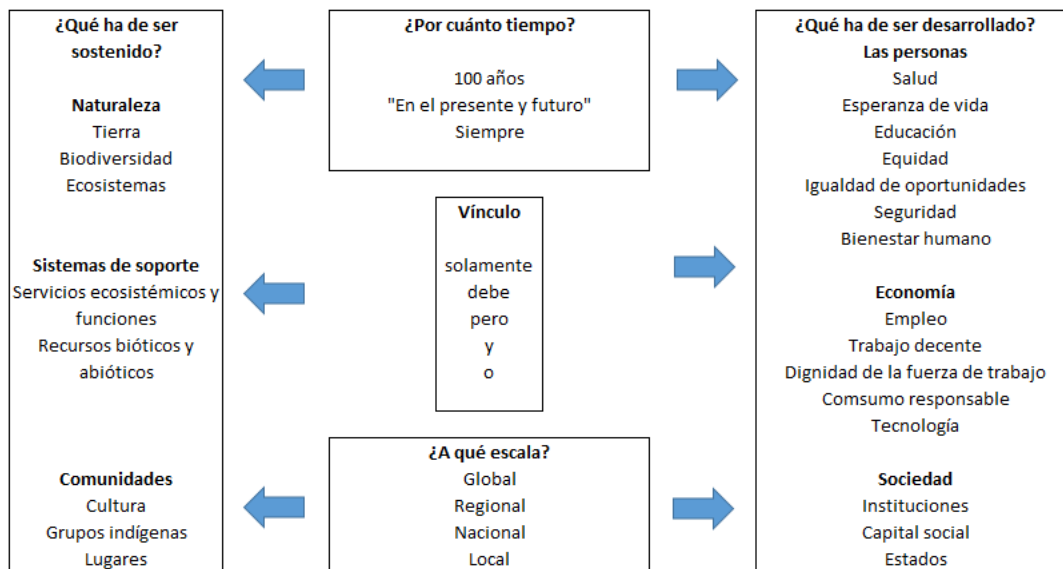 ¿Qué ha de ser
sostenido?
Naturaleza
Tierra
Biodiversidad
Ecosistemas
Sistemas de soporte
Servicios ecosistémicos y
funciones
Recursos bióticos y
abióticos
Comunidades
Cultura
Grupos indígenas
Lugares
¿Por cuánto tiempo?
100 años
"En el presente y futuro"
Siempre
Vínculo
solamente
debe
pero
y
o
¿A qué escala?
Global
Regional
Nacional
Local
¿Qué ha de ser desarrollado?
Las personas
Salud
Esperanza de vida
Educación
Equidad
Igualdad de oportunidades
Seguridad
Bienestar humano
Economía
Empleo
Trabajo decente
Dignidad de la fuerza de trabajo
Comsumo responsable
Tecnología
Sociedad
Instituciones
Capital social
Estados